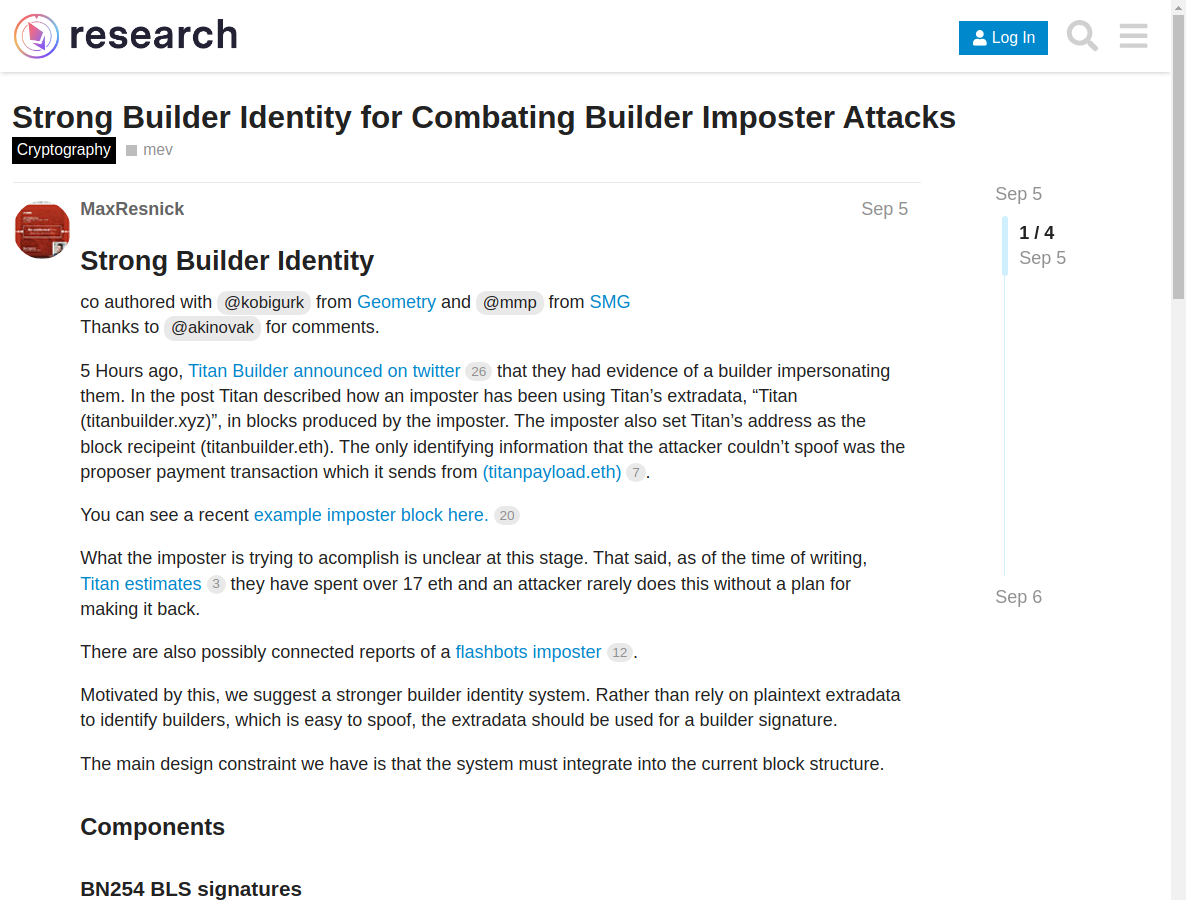 research
Log In
Strong Builder Identity for Combating Builder Imposter Attacks
Cryptography mev
MaxResnick Sep 5
Strong Builder Identity
co authored with @kobigurk from Geometry and @mmp from SMG
Thanks to @akinovak for comments.
5 Hours ago, Titan Builder announced on twitter 26 that they had evidence of a builder impersonating
them. In the post Titan described how an imposter has been using Titan’s extradata, “Titan
(titanbuilder.xyz)”, in blocks produced by the imposter. The imposter also set Titan’s address as the
block recipeint (titanbuilder.eth). The only identifying information that the attacker couldn’t spoof was the
proposer payment transaction which it sends from (titanpayload.eth) 7.
You can see a recent example imposter block here. 20
What the imposter is trying to acomplish is unclear at this stage. That said, as of the time of writing,
Titan estimates 3 they have spent over 17 eth and an attacker rarely does this without a plan for
making it back.
There are also possibly connected reports of a flashbots imposter 12.
Motivated by this, we suggest a stronger builder identity system. Rather than rely on plaintext extradata
to identify builders, which is easy to spoof, the extradata should be used for a builder signature.
The main design constraint we have is that the system must integrate into the current block structure.
Components
BN254 BLS signatures
Sep 5
1 / 4
Sep 5
Sep 6